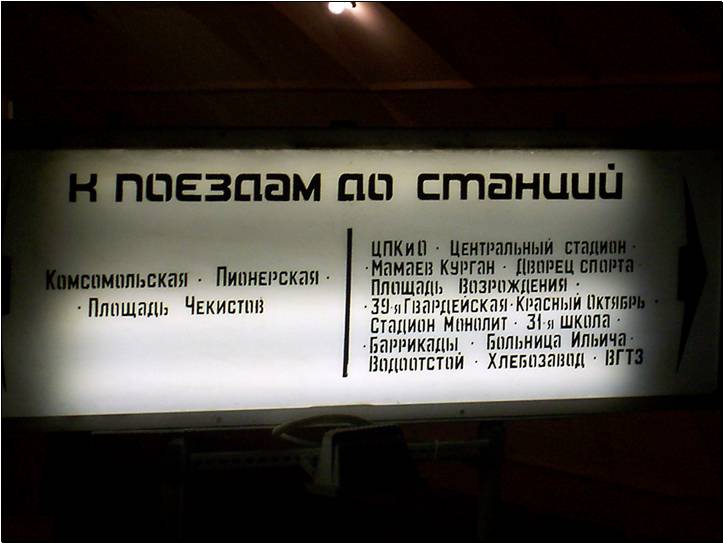 К ПОЕЗДАМ ДО СТАНЦИЙ
Комсомольская · Пионерская ·
· Площадь Чекистов
ЦПКиО · Центральный стадион ·
· Мамаев Курган · Дворец спорта ·
Площадь Возрождения ·
· 39-я Гвардейская · Красный Октябрь ·
Стадион Монолит · 31-я школа ·
· Баррикады · Больница Ильича ·
Водоотстой · Хлебозавод · ВГТЗ